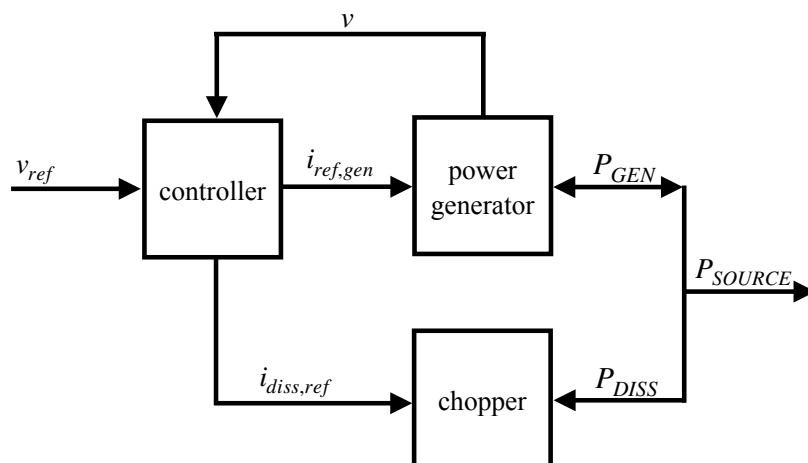 v
v_ref
controller
i_ref,gen
power
generator
P_GEN
P_SOURCE
i_diss,ref
chopper
P_DISS